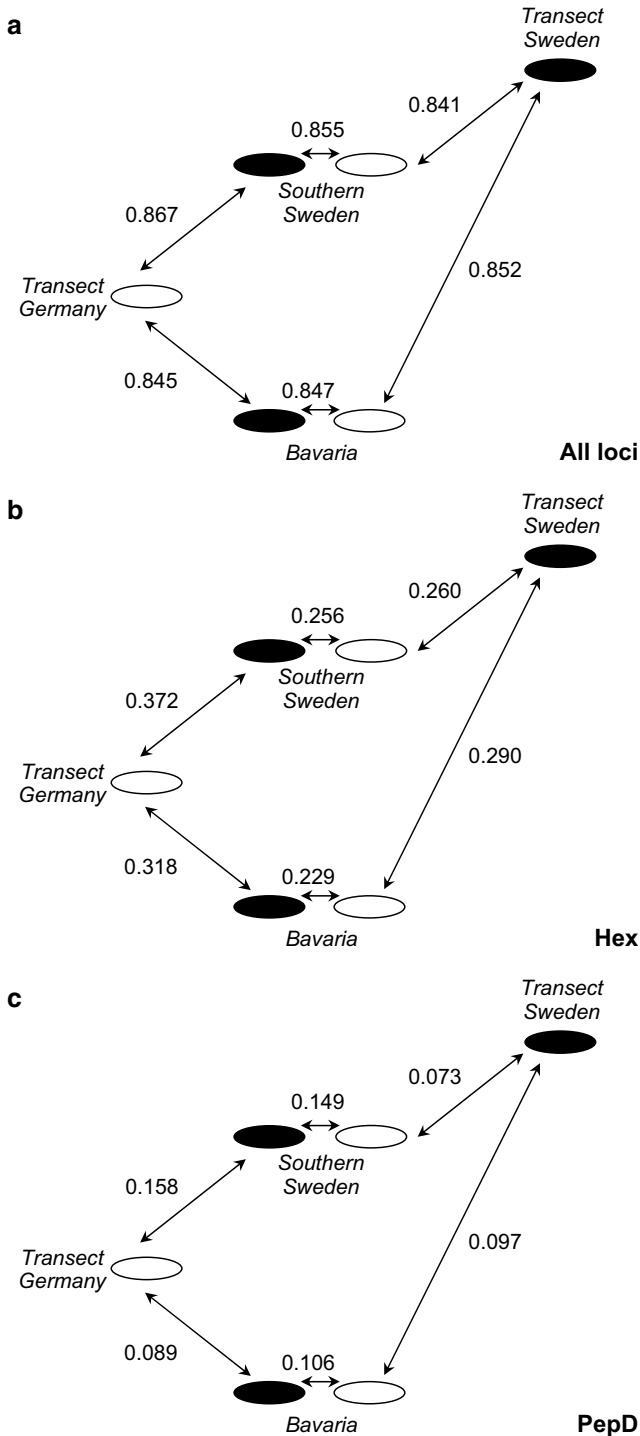 a
Transect
Sweden
0.841
0.855
Southern
Sweden
0.867
0.852
Transect
Germany
0.845
0.847
Bavaria
All loci
b
Transect
Sweden
0.260
0.256
Southern
Sweden
0.372
0.290
Transect
Germany
0.318
0.229
Bavaria
Hex
c
Transect
Sweden
0.073
0.149
Southern
Sweden
0.158
0.097
Transect
Germany
0.089
0.106
Bavaria
PepD